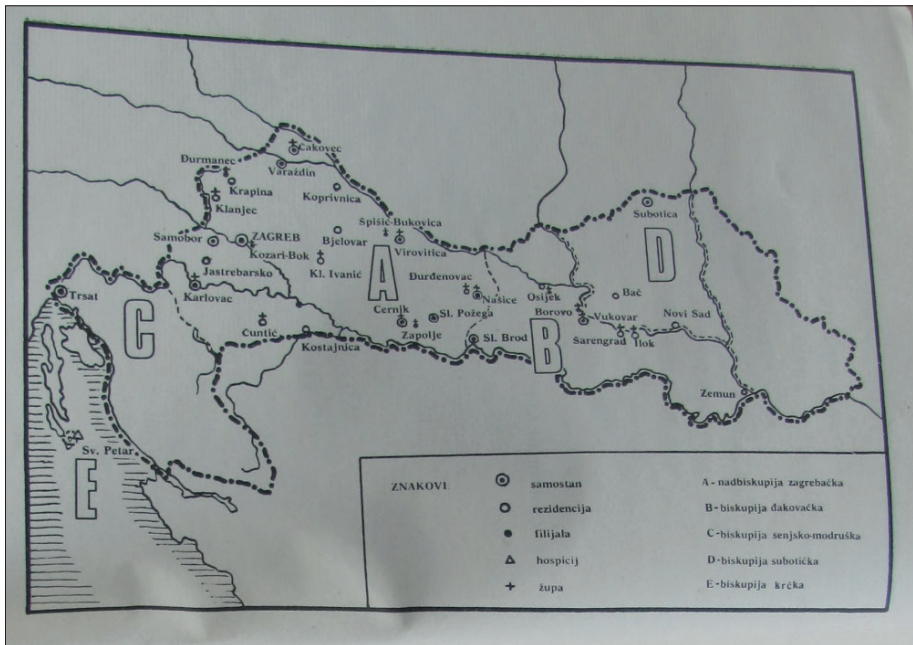 Čakovec
Durmanec
Varaždin
Krapina
Koprivnica
Klanjec
Subotica
Spišić-Bukovica
Samobor
ZAGREB
Bjelovar
Virovitica
Kozari-Bok
A
D
Jastrebarsko
Kl. Ivanić
Đurđenovac
Karlovac
Našice
Osijek
Bač
Trsat
C
Cernik
Sl. Požega
Borovo
Vukovar
Novi Sad
Čuntić
Zapolje
Šarengrad
Ilok
Kostajnica
Sl. Brod
B
Zemun
Sv. Petar
E
ZNAKOVI:
samostan
rezidencija
filijala
hospicij
župa
A-nadbiskupija zagrebačka
B-biskupija đakovačka
C-biskupija senjsko-modruška
D-biskupija subotička
E-biskupija krčka